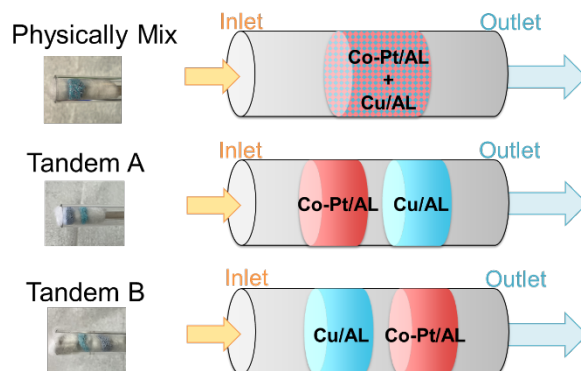 Physically Mix
Inlet
Outlet
Co-Pt/AL
+
Cu/AL
Tandem A
Inlet
Outlet
Co-Pt/AL
Cu/AL
Tandem B
Inlet
Outlet
Cu/AL
Co-Pt/AL